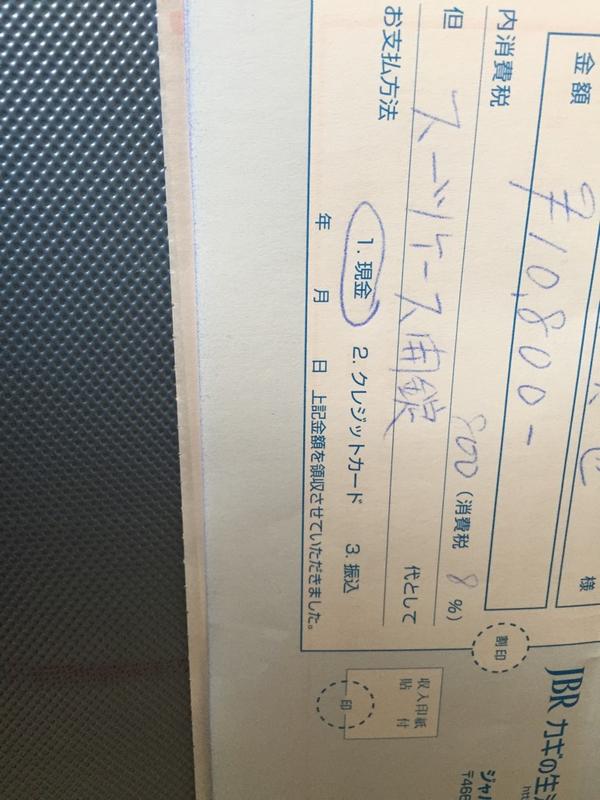 様
金額 ¥10,800-
内消費税 800 (消費税 8 %)
但 スーツケース開錠 代として
お支払方法 1. 現金 2. クレジットカード 3. 振込
年 月 日 上記金額を領収させていただきました。
割印
収入印紙
貼付
印
JBR カギの生
ジャ
〒466